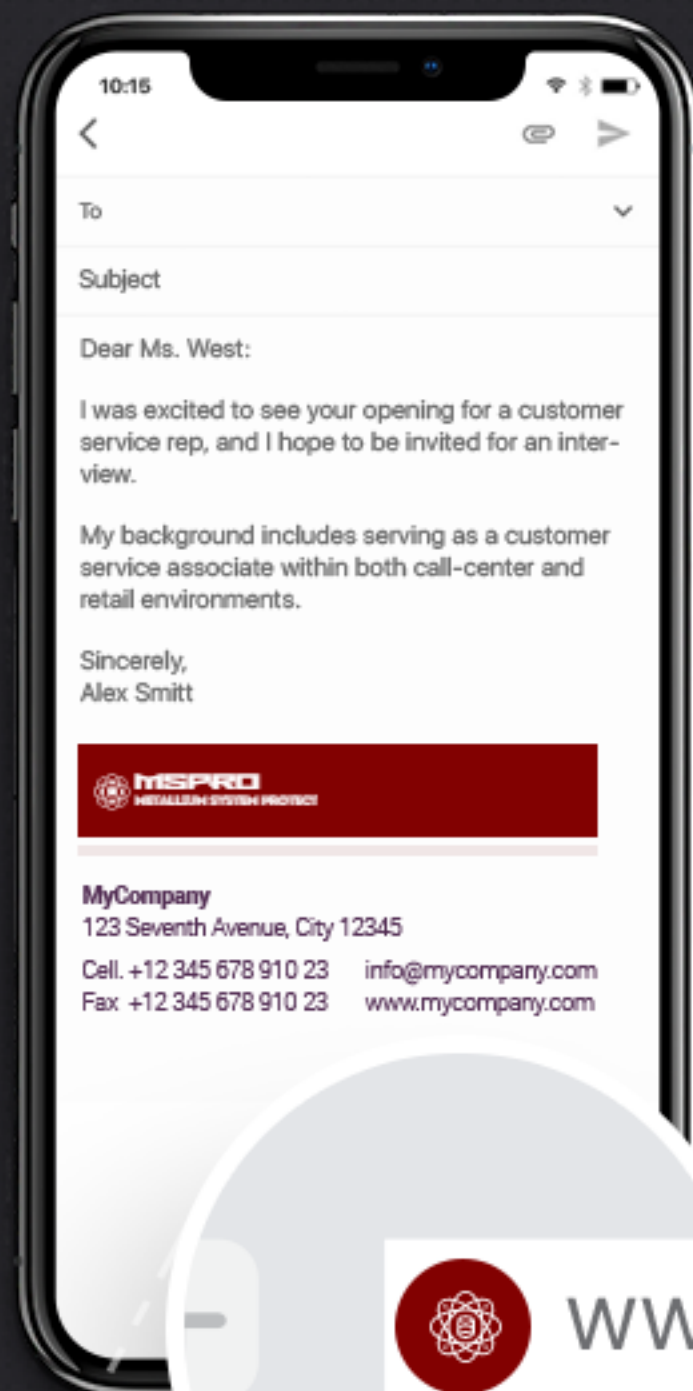 10:15
To
Subject
Dear Ms. West:
I was excited to see your opening for a customer
service rep, and I hope to be invited for an inter-
view.
My background includes serving as a customer
service associate within both call-center and
retail environments.
Sincerely,
Alex Smitt
MSPRO
METALLIUM SYSTEM PROTECT
MyCompany
123 Seventh Avenue, City 12345
Cell. +12 345 678 910 23 info@mycompany.com
Fax +12 345 678 910 23 www.mycompany.com